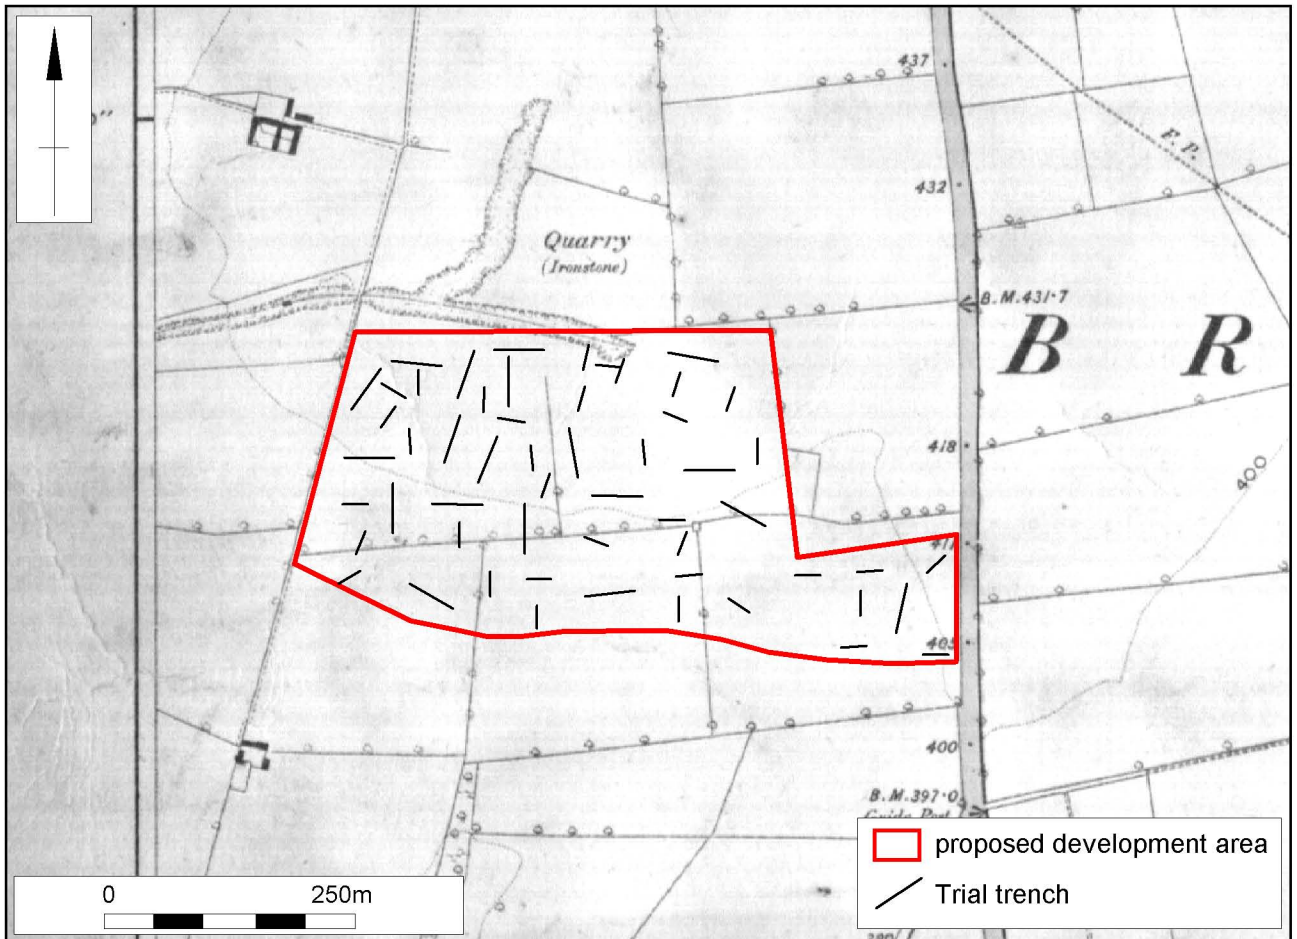 437
F. P.
432
Quarry
(Ironstone)
B.M.431·7
B R
418
400
411
405
400
B.M.397·0
Guide Post
proposed development area
Trial trench
0 250m